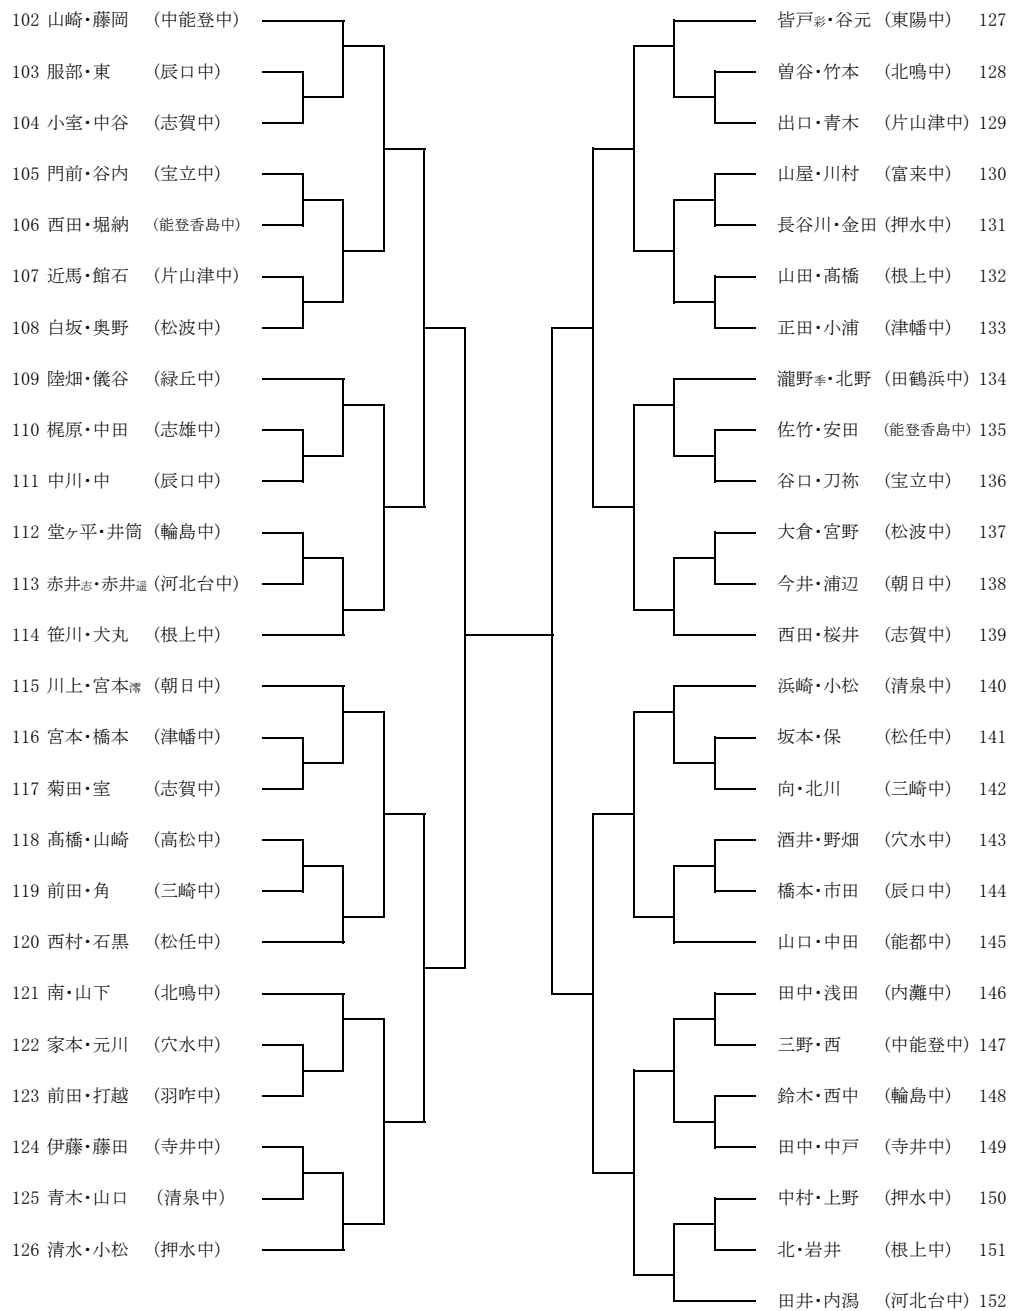 102 山崎・藤岡 (中能登中)
103 服部・東 (辰口中)
104 小室・中谷 (志賀中)
105 門前・谷内 (宝立中)
106 西田・堀納 (能登香島中)
107 近馬・館石 (片山津中)
108 白坂・奥野 (松波中)
109 陸畑・儀谷 (緑丘中)
110 梶原・中田 (志雄中)
111 中川・中 (辰口中)
112 堂ヶ平・井筒 (輪島中)
113 赤井志・赤井遥 (河北台中)
114 笹川・犬丸 (根上中)
115 川上・宮本澪 (朝日中)
116 宮本・橋本 (津幡中)
117 菊田・室 (志賀中)
118 髙橋・山崎 (高松中)
119 前田・角 (三崎中)
120 西村・石黒 (松任中)
121 南・山下 (北鳴中)
122 家本・元川 (穴水中)
123 前田・打越 (羽咋中)
124 伊藤・藤田 (寺井中)
125 青木・山口 (清泉中)
126 清水・小松 (押水中)
皆戸彩・谷元 (東陽中) 127
曽谷・竹本 (北鳴中) 128
出口・青木 (片山津中) 129
山屋・川村 (富来中) 130
長谷川・金田 (押水中) 131
山田・髙橋 (根上中) 132
正田・小浦 (津幡中) 133
瀧野季・北野 (田鶴浜中) 134
佐竹・安田 (能登香島中) 135
谷口・刀祢 (宝立中) 136
大倉・宮野 (松波中) 137
今井・浦辺 (朝日中) 138
西田・桜井 (志賀中) 139
浜崎・小松 (清泉中) 140
坂本・保 (松任中) 141
向・北川 (三崎中) 142
酒井・野畑 (穴水中) 143
橋本・市田 (辰口中) 144
山口・中田 (能都中) 145
田中・浅田 (内灘中) 146
三野・西 (中能登中) 147
鈴木・西中 (輪島中) 148
田中・中戸 (寺井中) 149
中村・上野 (押水中) 150
北・岩井 (根上中) 151
田井・内潟 (河北台中) 152